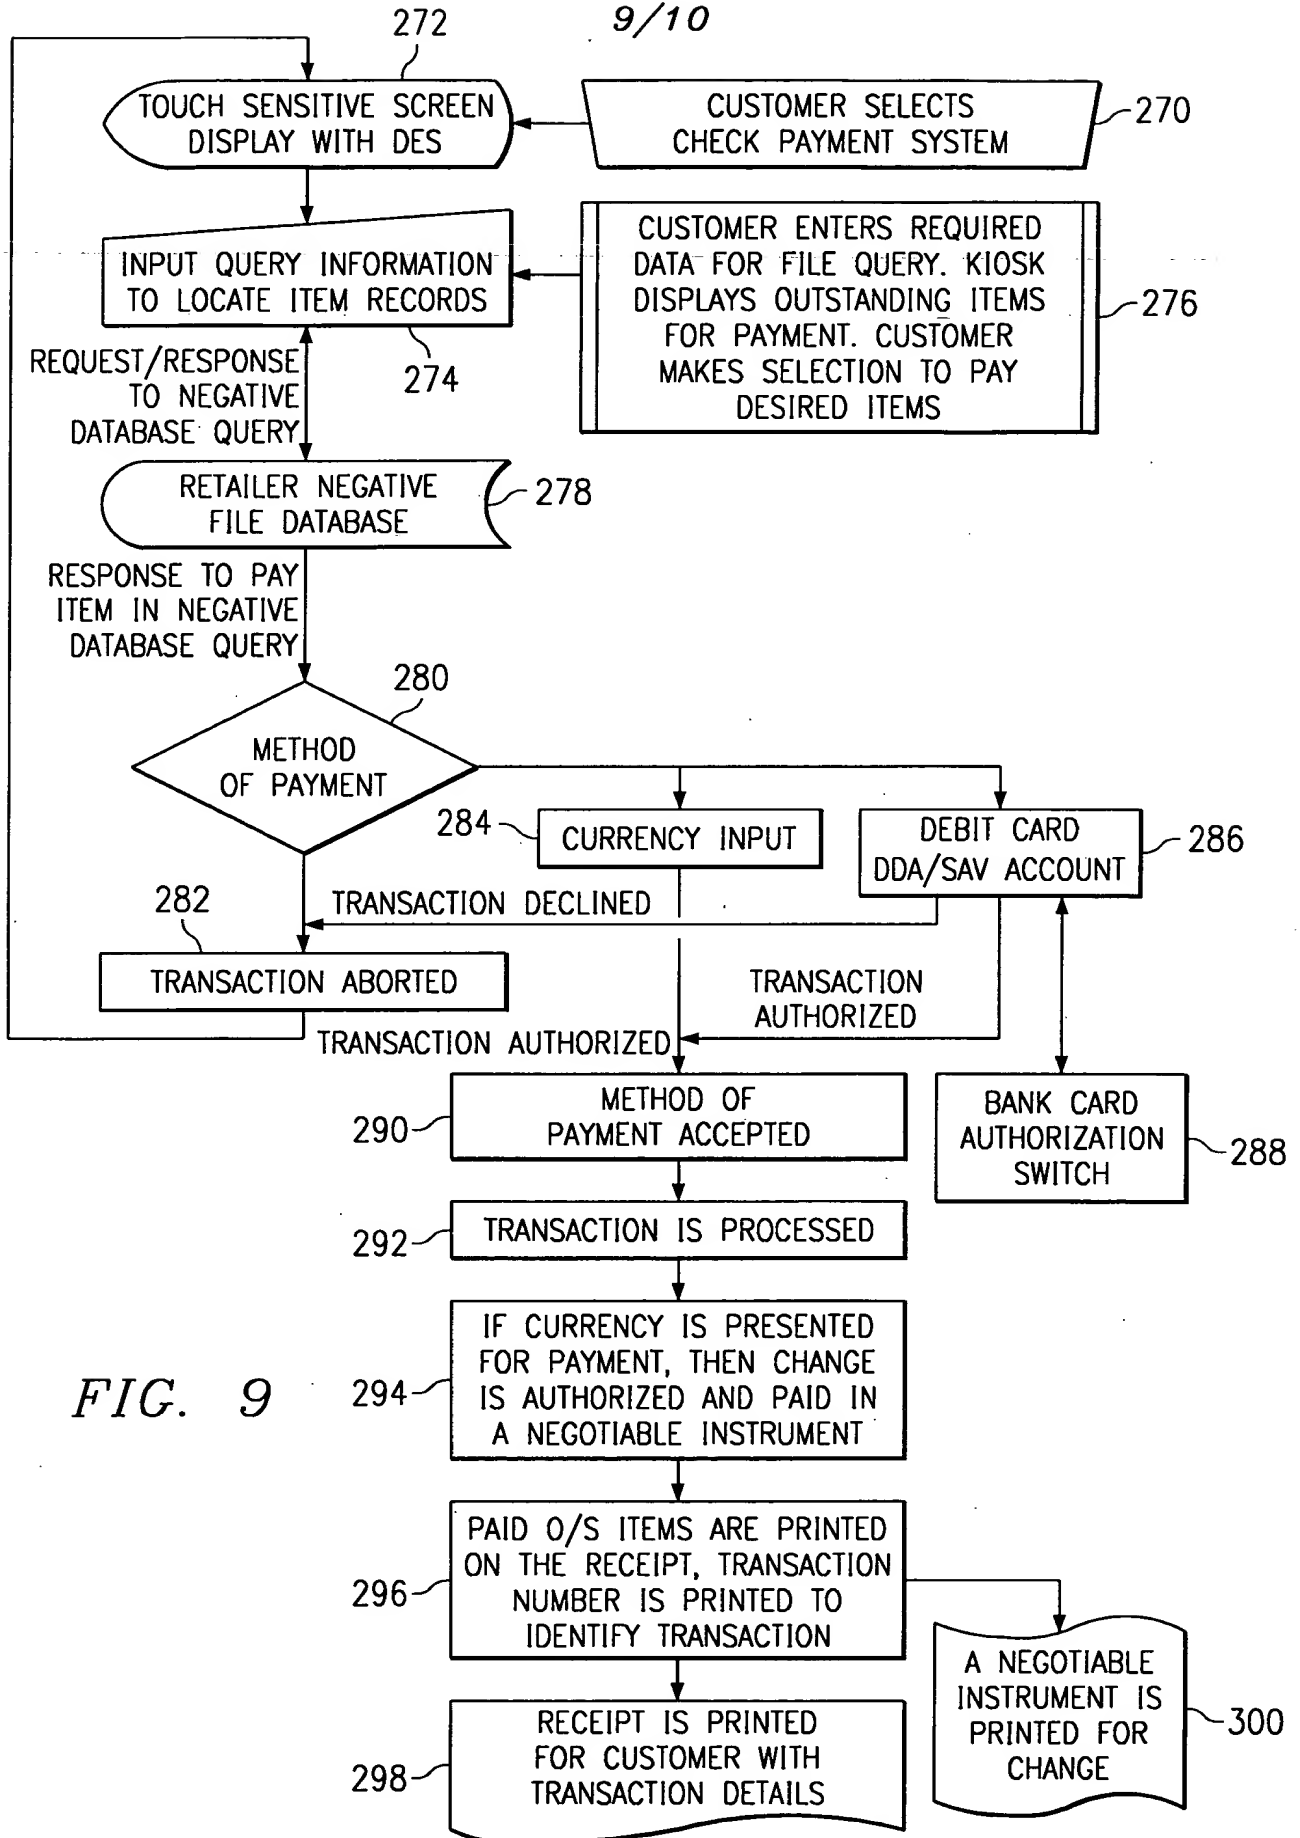 9/10
272
TOUCH SENSITIVE SCREEN
DISPLAY WITH DES
CUSTOMER SELECTS
CHECK PAYMENT SYSTEM
270
INPUT QUERY INFORMATION
TO LOCATE ITEM RECORDS
274
CUSTOMER ENTERS REQUIRED
DATA FOR FILE QUERY. KIOSK
DISPLAYS OUTSTANDING ITEMS
FOR PAYMENT. CUSTOMER
MAKES SELECTION TO PAY
DESIRED ITEMS
276
REQUEST/RESPONSE
TO NEGATIVE
DATABASE QUERY
RETAILER NEGATIVE
FILE DATABASE
278
RESPONSE TO PAY
ITEM IN NEGATIVE
DATABASE QUERY
280
METHOD
OF PAYMENT
284
CURRENCY INPUT
DEBIT CARD
DDA/SAV ACCOUNT
286
282
TRANSACTION DECLINED
TRANSACTION ABORTED
TRANSACTION
AUTHORIZED
TRANSACTION AUTHORIZED
290
METHOD OF
PAYMENT ACCEPTED
BANK CARD
AUTHORIZATION
SWITCH
288
292
TRANSACTION IS PROCESSED
294
IF CURRENCY IS PRESENTED
FOR PAYMENT, THEN CHANGE
IS AUTHORIZED AND PAID IN
A NEGOTIABLE INSTRUMENT
FIG. 9
296
PAID O/S ITEMS ARE PRINTED
ON THE RECEIPT, TRANSACTION
NUMBER IS PRINTED TO
IDENTIFY TRANSACTION
A NEGOTIABLE
INSTRUMENT IS
PRINTED FOR
CHANGE
300
298
RECEIPT IS PRINTED
FOR CUSTOMER WITH
TRANSACTION DETAILS